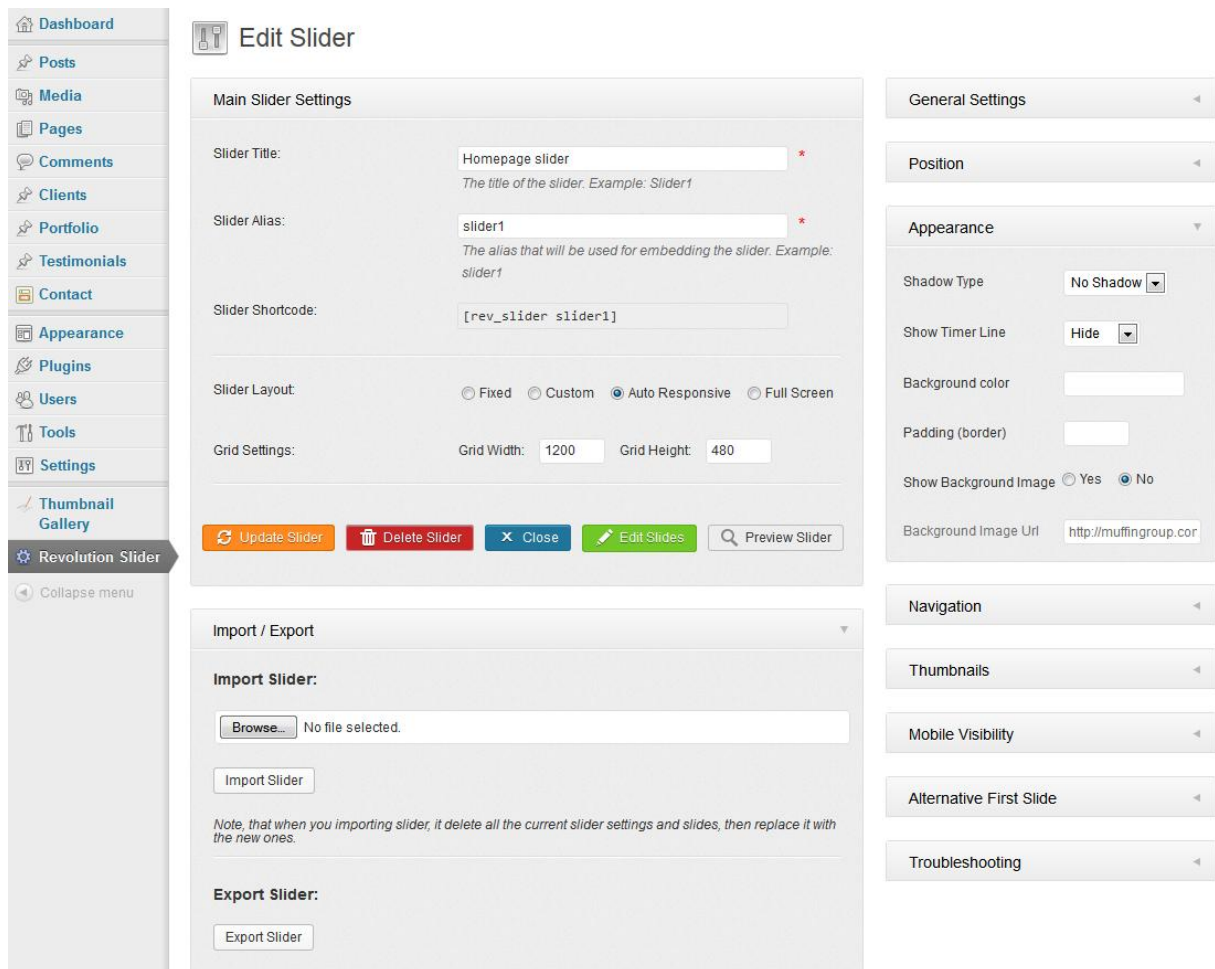 Dashboard
Posts
Media
Pages
Comments
Clients
Portfolio
Testimonials
Contact
Appearance
Plugins
Users
Tools
Settings
Thumbnail
Gallery
Revolution Slider
Collapse menu
Edit Slider
Main Slider Settings
Slider Title:
Homepage slider *
The title of the slider. Example: Slider1
Slider Alias:
slider1 *
The alias that will be used for embedding the slider. Example:
slider1
Slider Shortcode:
[rev_slider slider1]
Slider Layout:
Fixed Custom Auto Responsive Full Screen
Grid Settings:
Grid Width: 1200 Grid Height: 480
Update Slider Delete Slider Close Edit Slides Preview Slider
Import / Export
Import Slider:
Browse... No file selected.
Import Slider
Note, that when you importing slider, it delete all the current slider settings and slides, then replace it with
the new ones.
Export Slider:
Export Slider
General Settings
Position
Appearance
Shadow Type No Shadow
Show Timer Line Hide
Background color
Padding (border)
Show Background Image Yes No
Background Image Url http://muffingroup.cor
Navigation
Thumbnails
Mobile Visibility
Alternative First Slide
Troubleshooting